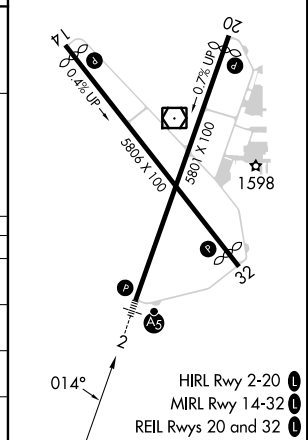 14
20
P
P
0.4% UP
0.7% UP
5806 X 100
5801 X 100
1598
P
32
P
A5
2
014°
HIRL Rwy 2-20 L
MIRL Rwy 14-32 L
REIL Rwys 20 and 32 L